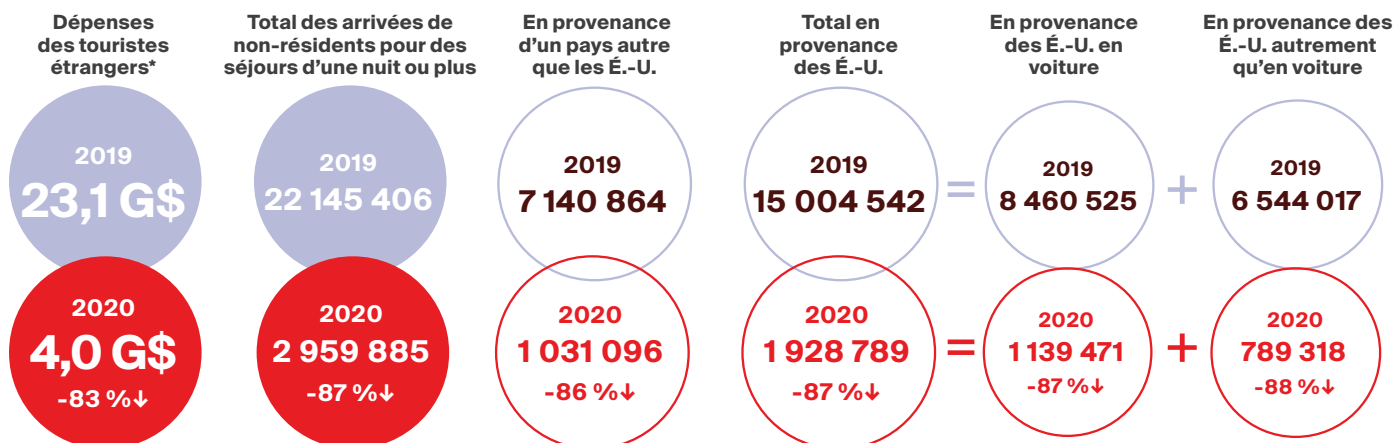 Dépenses
des touristes
étrangers*
Total des arrivées de
non-résidents pour des
séjours d'une nuit ou plus
En provenance
d'un pays autre
que les É.-U.
Total en
provenance
des É.-U.
En provenance
des É.-U. en
voiture
En provenance des
É.-U. autrement
qu'en voiture
2019
23,1 G$
2019
22 145 406
2019
7 140 864
2019
15 004 542
=
2019
8 460 525
+
2019
6 544 017
2020
4,0 G$
-83 %↓
2020
2 959 885
-87 %↓
2020
1 031 096
-86 %↓
2020
1 928 789
-87 %↓
=
2020
1 139 471
-87 %↓
+
2020
789 318
-88 %↓